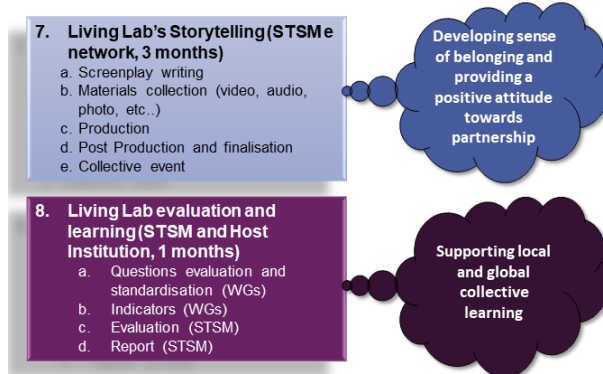 7. Living Lab's Storytelling (STSMe
network, 3 months)
a. Screenplay writing
b. Materials collection (video, audio,
photo, etc..)
c. Production
d. Post Production and finalisation
e. Collective event
Developing sense
of belonging and
providing a
positive attitude
towards
partnership
8. Living Lab evaluation and
learning (STSM and Host
Institution, 1 months)
a. Questions evaluation and
standardisation (WGs)
b. Indicators (WGs)
c. Evaluation (STSM)
d. Report (STSM)
Supporting local
and global
collective
learning